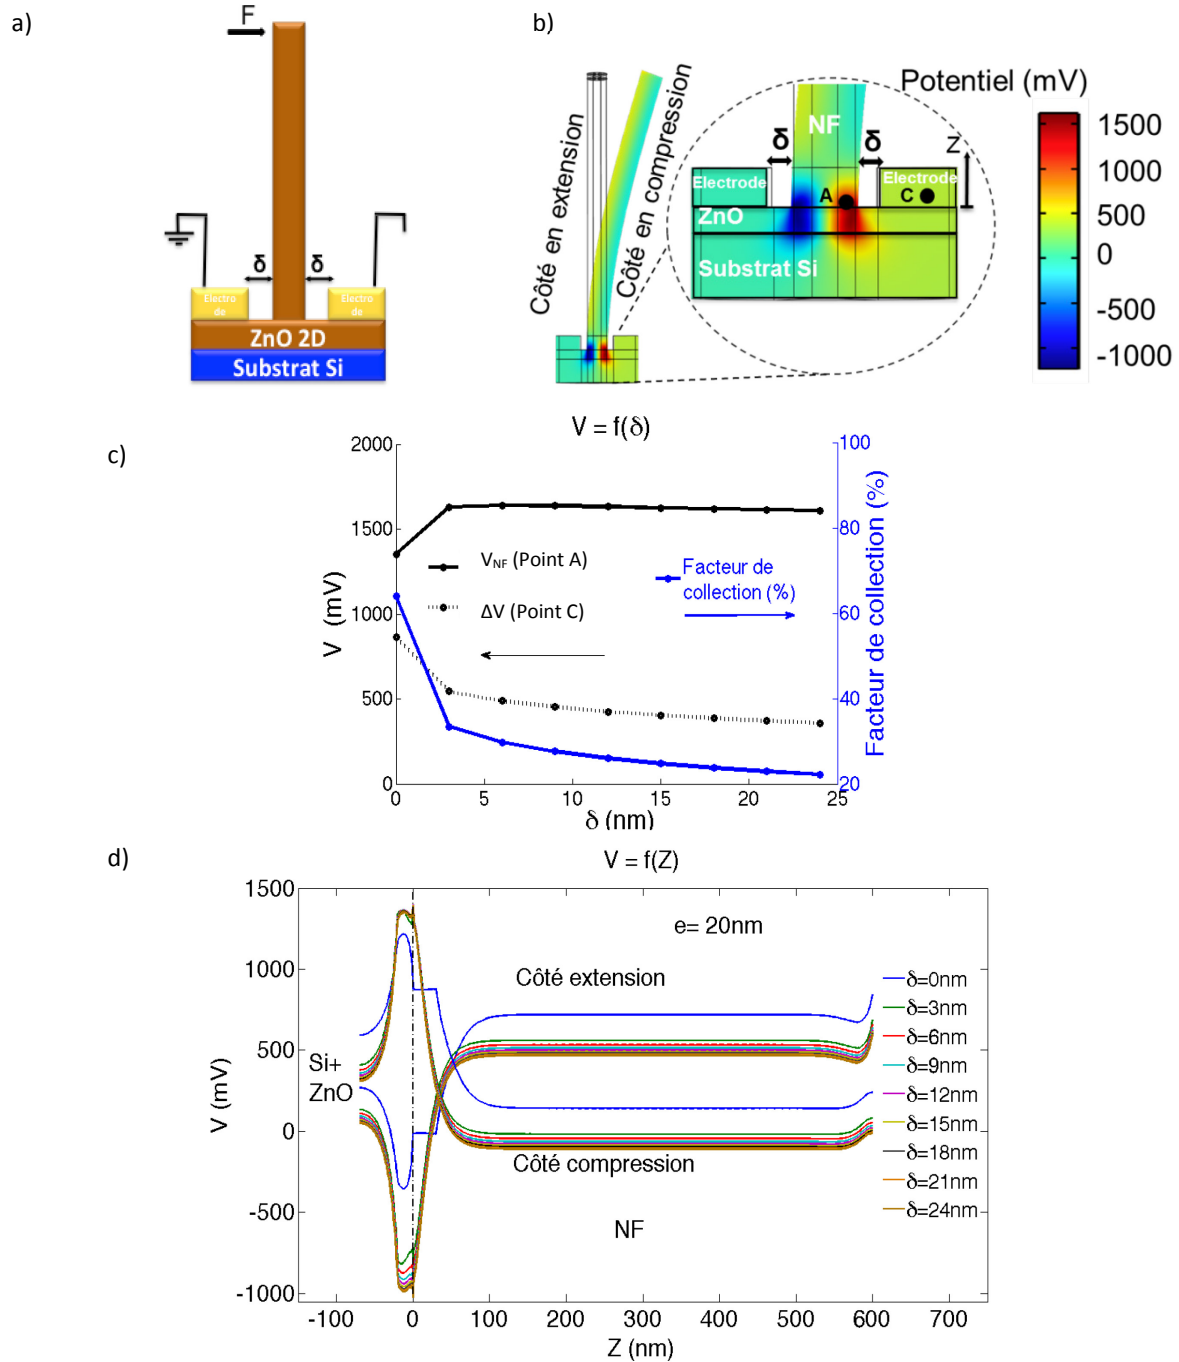 a)
F
δ
δ
Electro
de
Electro
de
ZnO 2D
Substrat Si
b)
Côté en extension
Côté en compression
Potentiel (mV)
NF
δ
δ
Z
Electrode
Electrode
A
C
ZnO
Substrat Si
1500
1000
500
0
-500
-1000
c)
V = f(δ)
2000
1500
1000
500
0
V (mV)
V_NF (Point A)
ΔV (Point C)
Facteur de
collection (%)
100
80
60
40
20
Facteur de collection (%)
0
5
10
15
20
25
δ (nm)
d)
V = f(Z)
1500
1000
500
0
-500
-1000
V (mV)
e= 20nm
Côté extension
Si+
ZnO
Côté compression
NF
δ=0nm
δ=3nm
δ=6nm
δ=9nm
δ=12nm
δ=15nm
δ=18nm
δ=21nm
δ=24nm
-100
0
100
200
300
400
500
600
700
Z (nm)